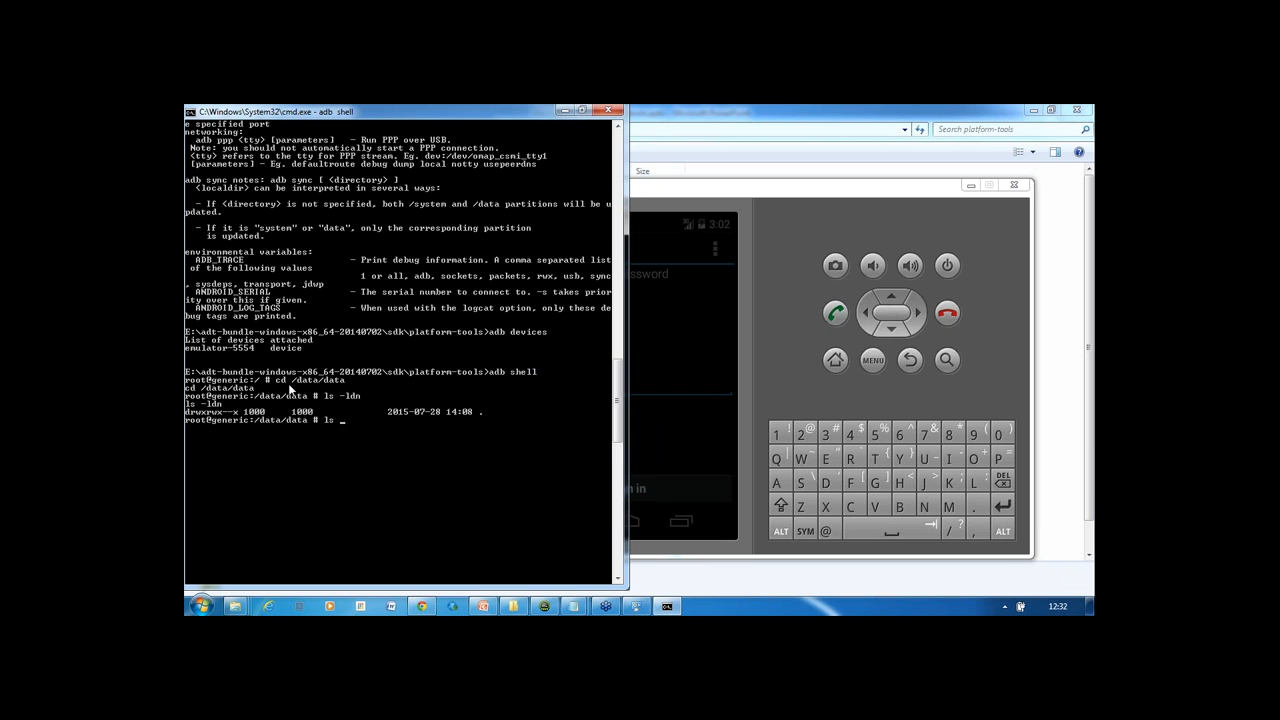 C:\Windows\System32\cmd.exe - adb shell
e specified port
networking:
adb ppp <tty> [parameters] - Run PPP over USB.
Note: you should not automatically start a PPP connection.
<tty> refers to the tty for PPP stream. Eg. dev:/dev/omap_csmi_tty1
[parameters] - Eg. defaultroute debug dump local notty usepeerdns
adb sync notes: adb sync [ <directory> ]
<localdir> can be interpreted in several ways:
- If <directory> is not specified, both /system and /data partitions will be u
pdated.
- If it is "system" or "data", only the corresponding partition
is updated.
environmental variables:
ADB_TRACE - Print debug information. A comma separated list
of the following values
1 or all, adb, sockets, packets, rwx, usb, sync
, sysdeps, transport, jdwp
ANDROID_SERIAL - The serial number to connect to. -s takes prior
ity over this if given.
ANDROID_LOG_TAGS - When used with the logcat option, only these de
bug tags are printed.
E:\adt-bundle-windows-x86_64-20140702\sdk\platform-tools>adb devices
List of devices attached
emulator-5554 device
E:\adt-bundle-windows-x86_64-20140702\sdk\platform-tools>adb shell
root@generic:/ # cd /data/data
cd /data/data
root@generic:/data/data # ls -ldn
ls -ldn
drwxrwx--x 1000 1000 2015-07-28 14:08 .
root@generic:/data/data # ls _
Search platform-tools
Size
3:02
ssword
n in
MENU
1 ! 2 @ 3 # 4 $ 5 % 6 ^ 7 & 8 * 9 ( 0 )
Q | W ~ E " R ` T { Y } U _ I - O + P =
A S \ D ' F [ G ] H < J > K ; L : DEL
Z X C V B N M .
ALT SYM @ / ? , ALT
12:32